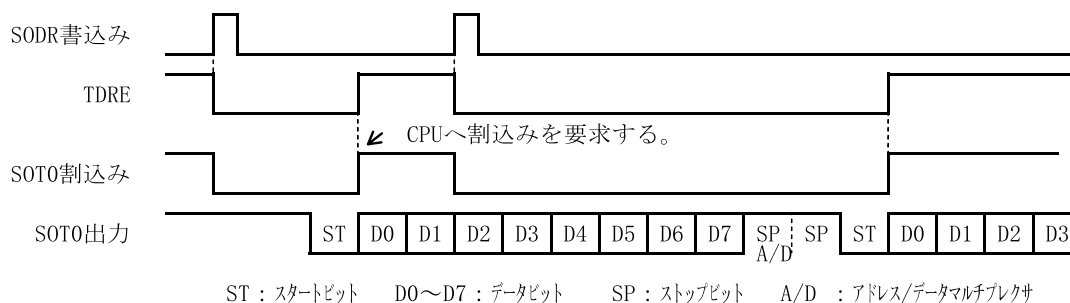 SODR書込み
TDRE
CPUへ割込みを要求する。
SOT0割込み
SOT0出力 ST D0 D1 D2 D3 D4 D5 D6 D7 SP A/D SP ST D0 D1 D2 D3
ST：スタートビット D0～D7：データビット SP：ストップビット A/D ：アドレス/データマルチプレクサ